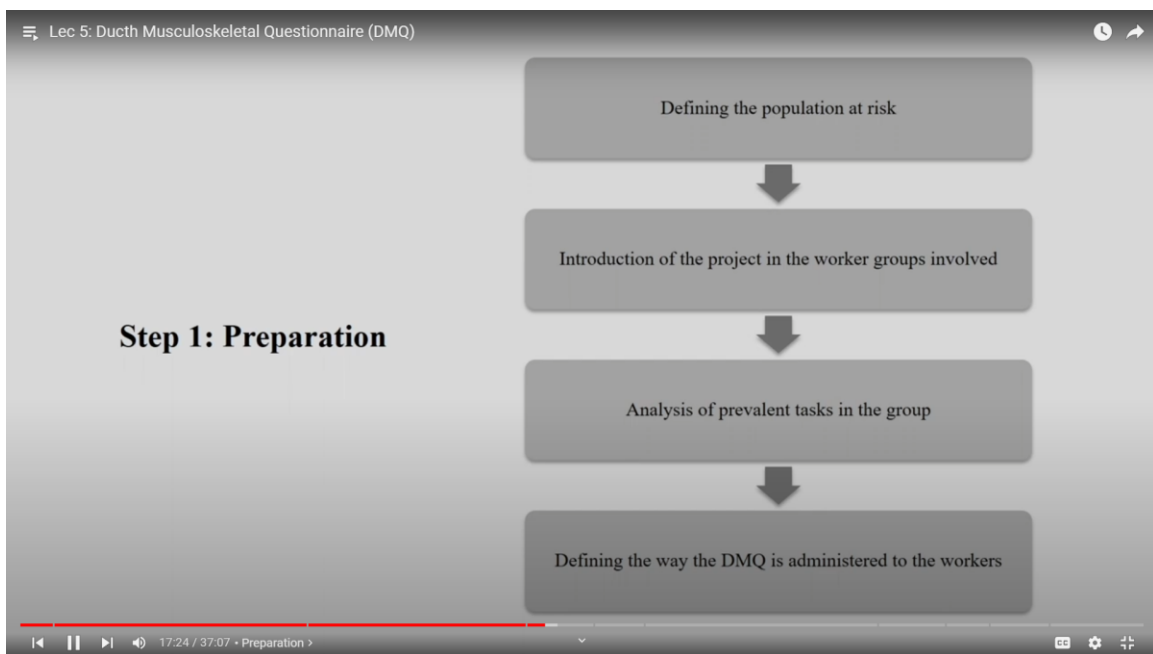 Lec 5: Ducth Musculoskeletal Questionnaire (DMQ)
Defining the population at risk
Introduction of the project in the worker groups involved
Step 1: Preparation
Analysis of prevalent tasks in the group
Defining the way the DMQ is administered to the workers
17:24 / 37:07 • Preparation >
CC